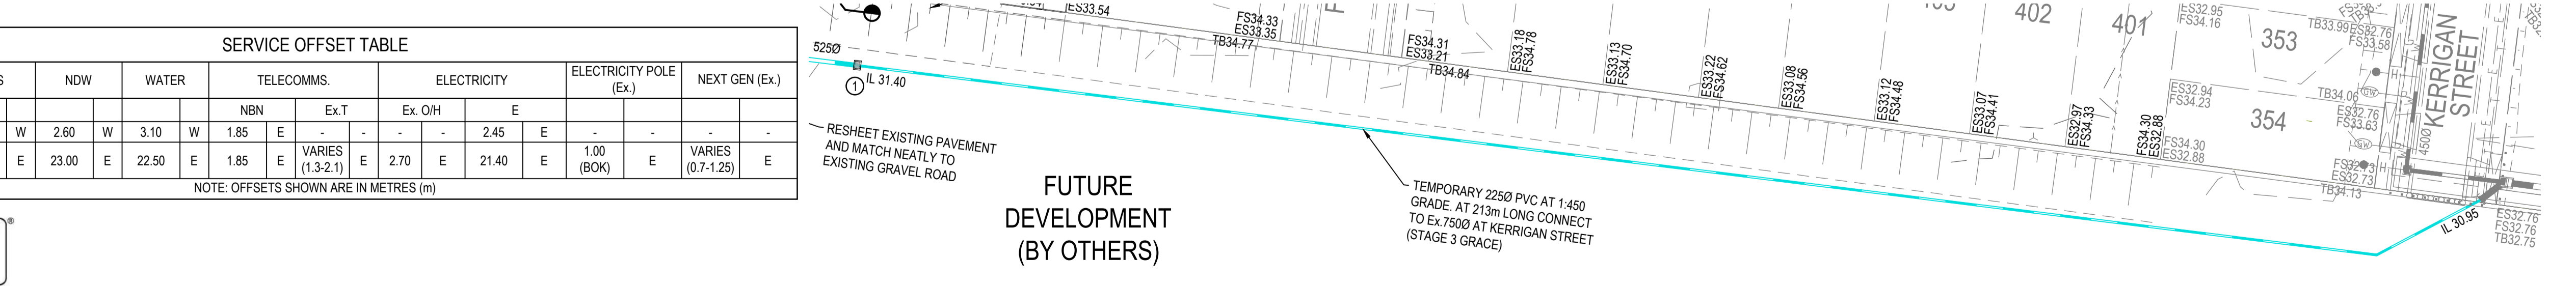 SERVICE OFFSET TABLE
S NDW WATER TELECOMMS. ELECTRICITY ELECTRICITY POLE (Ex.) NEXT GEN (Ex.)
NBN Ex.T Ex. O/H E
W 2.60 W 3.10 W 1.85 E - - - - 2.45 E - - - -
E 23.00 E 22.50 E 1.85 E VARIES (1.3-2.1) E 2.70 E 21.40 E 1.00 (BOK) E VARIES (0.7-1.25) E
NOTE: OFFSETS SHOWN ARE IN METRES (m)
®
525Ø
1
IL 31.40
RESHEET EXISTING PAVEMENT
AND MATCH NEATLY TO
EXISTING GRAVEL ROAD
FUTURE
DEVELOPMENT
(BY OTHERS)
TEMPORARY 225Ø PVC AT 1:450
GRADE. AT 213m LONG CONNECT
TO Ex.750Ø AT KERRIGAN STREET
(STAGE 3 GRACE)
ES33.54
FS34.33
ES33.35
TB34.77
FS34.31
ES33.21
TB34.84
ES33.18
FS34.78
ES33.13
FS34.70
ES33.22
FS34.62
ES33.08
FS34.56
ES33.12
FS34.48
ES33.07
FS34.41
ES32.97
FS34.33
FS34.30
ES32.88
FS34.30
ES32.88
402
401
ES32.95
FS34.16
353
TB33.99
ES32.76
FS33.58
ES32.94
FS34.23
354
TB34.06
ES32.76
FS33.63
GW
GW
H
H
ES32.73
TB34.13
450Ø
KERRIGAN
STREET
IL 30.95
ES32.76
FS32.76
TB32.75